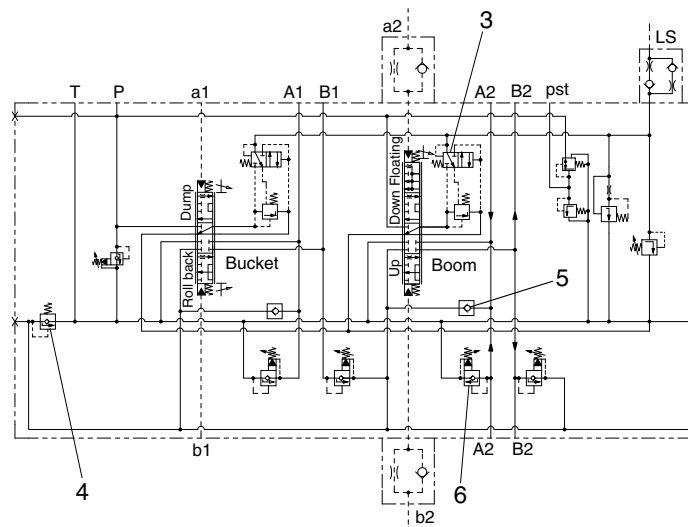 a2
3
LS
T
P
a1
A1
B1
A2
B2
pst
Dump
Down Floating
Roll back
Bucket
Up
Boom
5
b1
A2
B2
4
6
b2